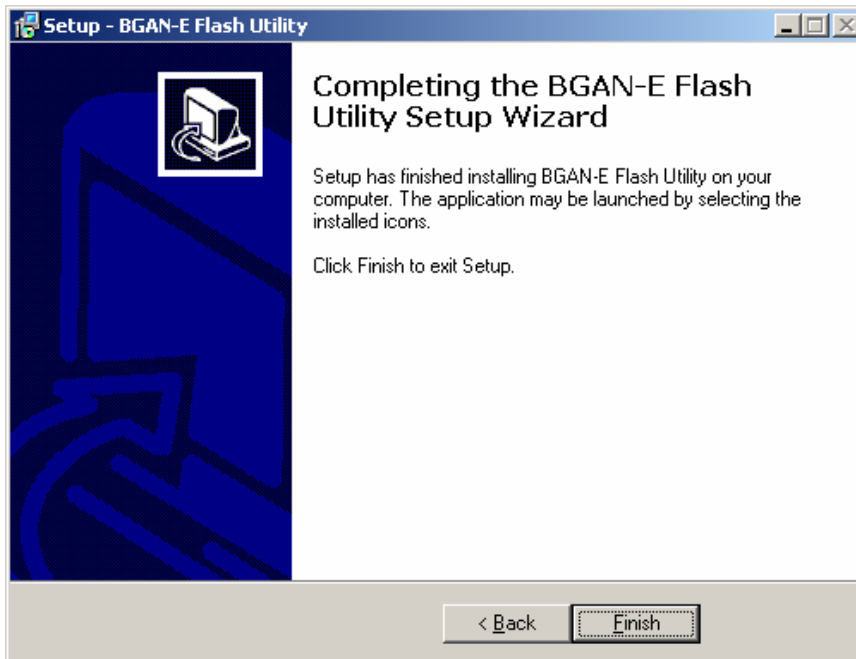 Setup - BGAN-E Flash Utility
Completing the BGAN-E Flash
Utility Setup Wizard
Setup has finished installing BGAN-E Flash Utility on your
computer. The application may be launched by selecting the
installed icons.
Click Finish to exit Setup.
< Back
Finish